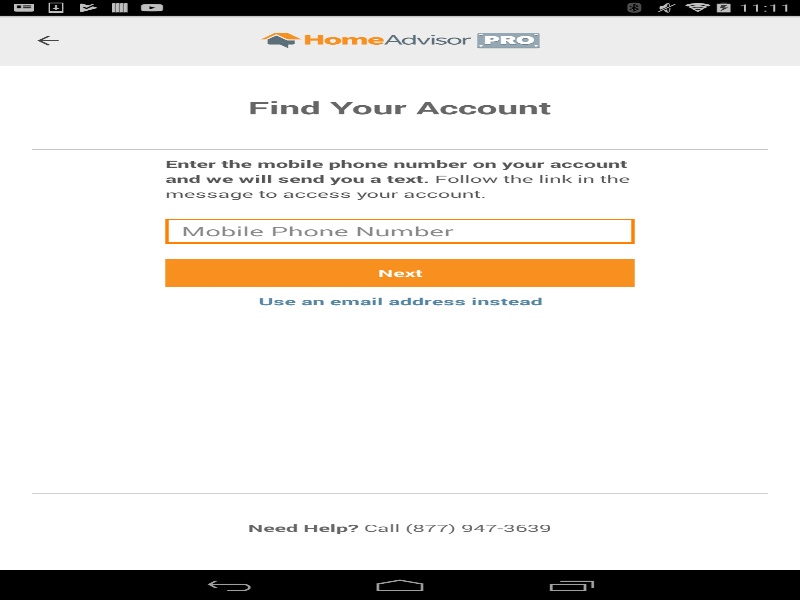 11:11
HomeAdvisor PRO
Find Your Account
Enter the mobile phone number on your account
and we will send you a text. Follow the link in the
message to access your account.
Mobile Phone Number
Next
Use an email address instead
Need Help? Call (877) 947-3639